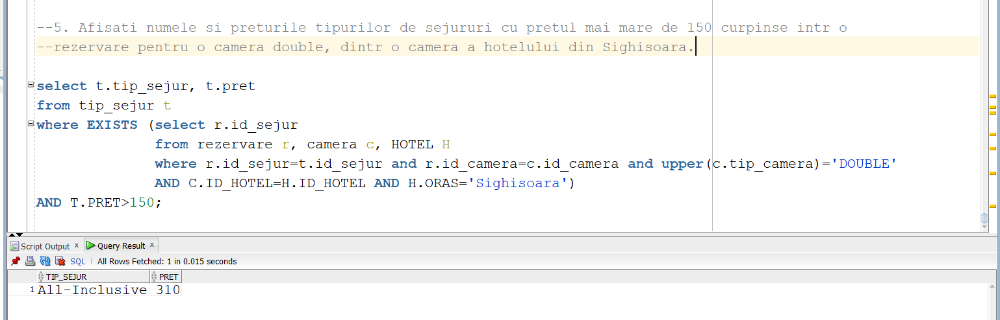 --5. Afisati numele si preturile tipurilor de sejururi cu pretul mai mare de 150 curpinse intr o
--rezervare pentru o camera double, dintr o camera a hotelului din Sighisoara.
select t.tip_sejur, t.pret
from tip_sejur t
where EXISTS (select r.id_sejur
from rezervare r, camera c, HOTEL H
where r.id_sejur=t.id_sejur and r.id_camera=c.id_camera and upper(c.tip_camera)='DOUBLE'
AND C.ID_HOTEL=H.ID_HOTEL AND H.ORAS='Sighisoara')
AND T.PRET>150;
Script Output x Query Result x
SQL | All Rows Fetched: 1 in 0.015 seconds
TIP_SEJUR PRET
1 All-Inclusive 310